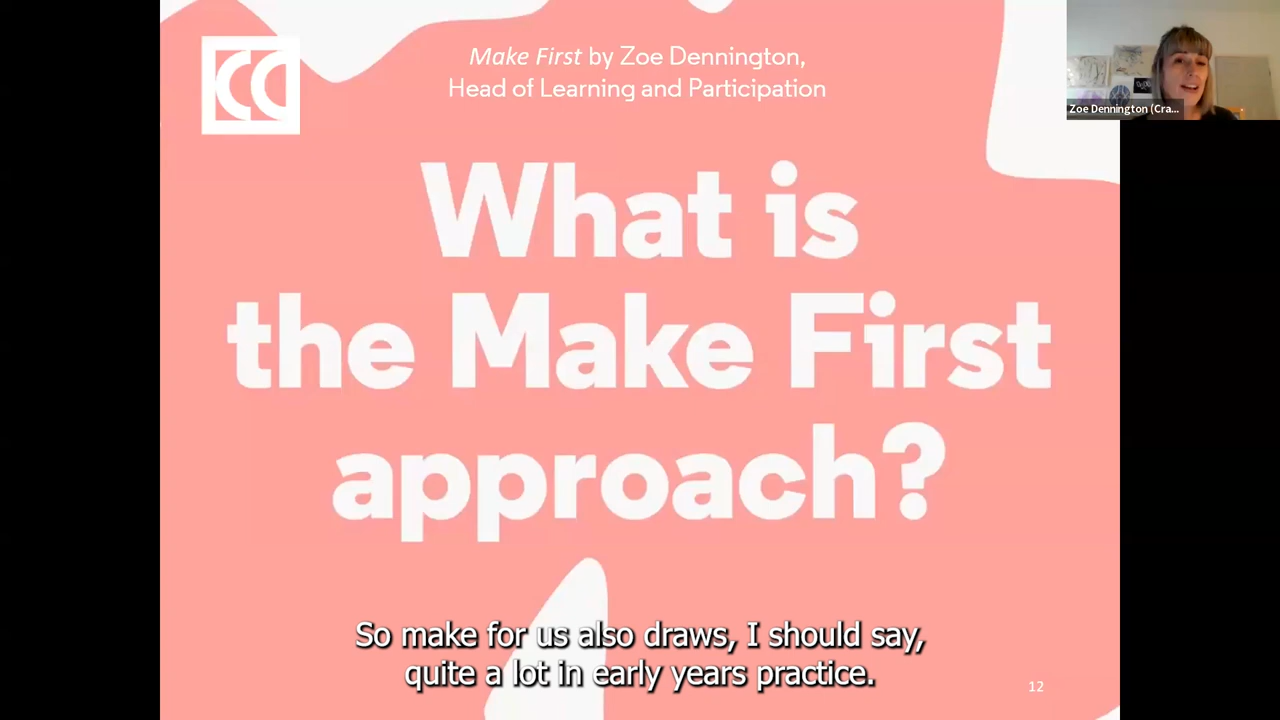 Make First by Zoe Dennington,
Head of Learning and Participation
CC
Zoe Dennington (Cra...
What is
the Make First
approach?
So make for us also draws, I should say,
quite a lot in early years practice.
12